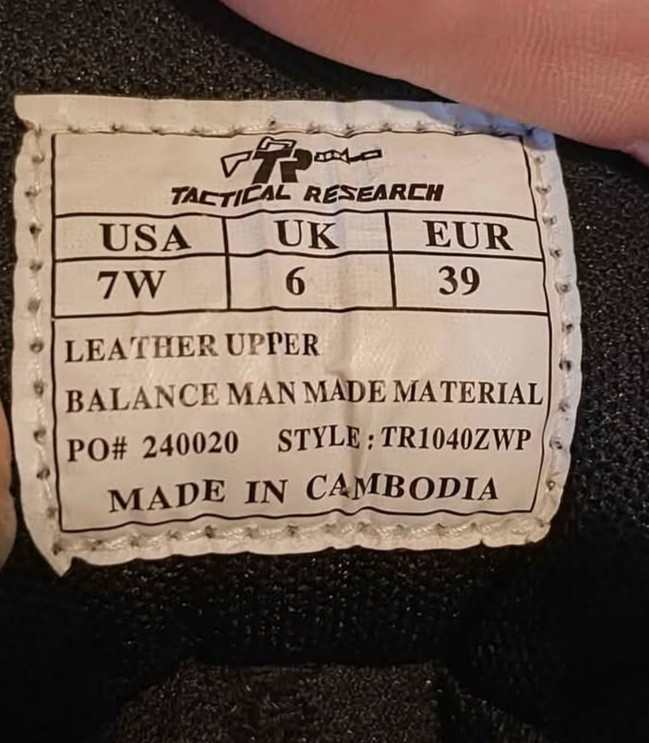 TR
TACTICAL RESEARCH
USA UK EUR
7W 6 39
LEATHER UPPER
BALANCE MAN MADE MATERIAL
PO# 240020 STYLE: TR1040ZWP
MADE IN CAMBODIA